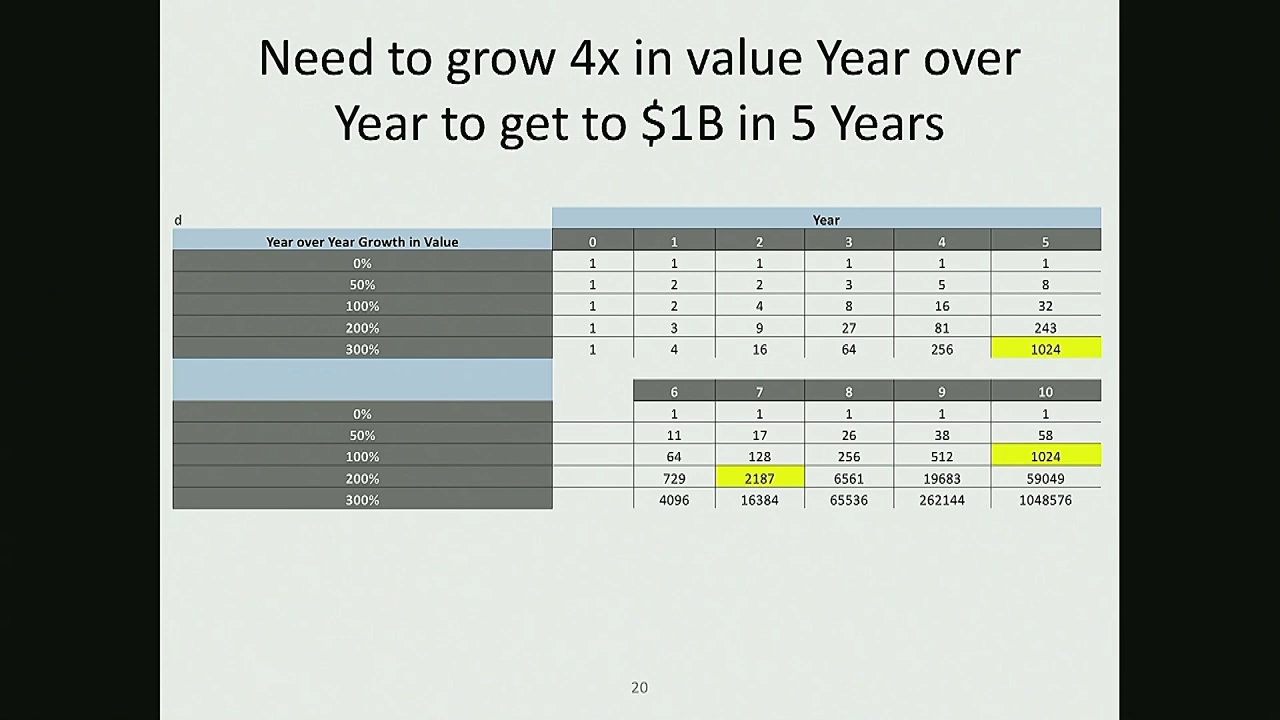 Need to grow 4x in value Year over
Year to get to $1B in 5 Years
d
Year
Year over Year Growth in Value 0 1 2 3 4 5
0% 1 1 1 1 1 1
50% 1 2 2 3 5 8
100% 1 2 4 8 16 32
200% 1 3 9 27 81 243
300% 1 4 16 64 256 1024
6 7 8 9 10
0% 1 1 1 1 1
50% 11 17 26 38 58
100% 64 128 256 512 1024
200% 729 2187 6561 19683 59049
300% 4096 16384 65536 262144 1048576
20